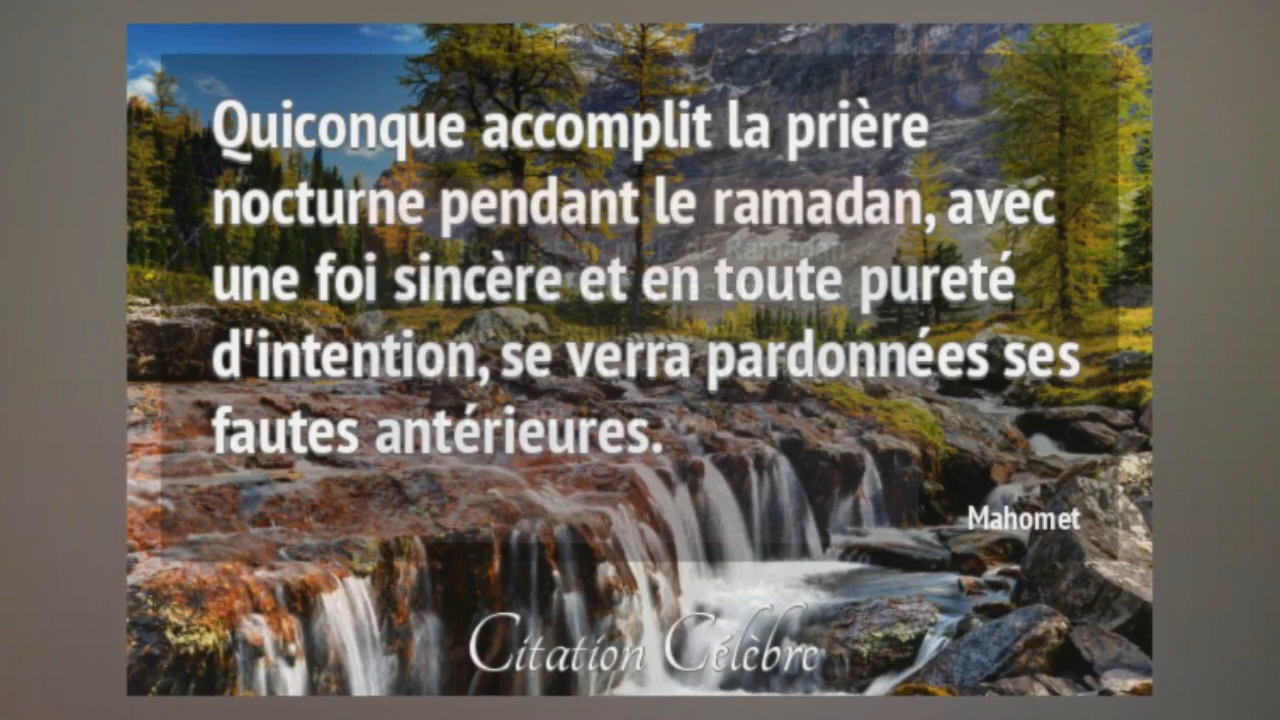 Quiconque accomplit la prière
nocturne pendant le ramadan, avec
une foi sincère et en toute pureté
d'intention, se verra pardonnées ses
fautes antérieures.
Mahomet
Citation Célèbre